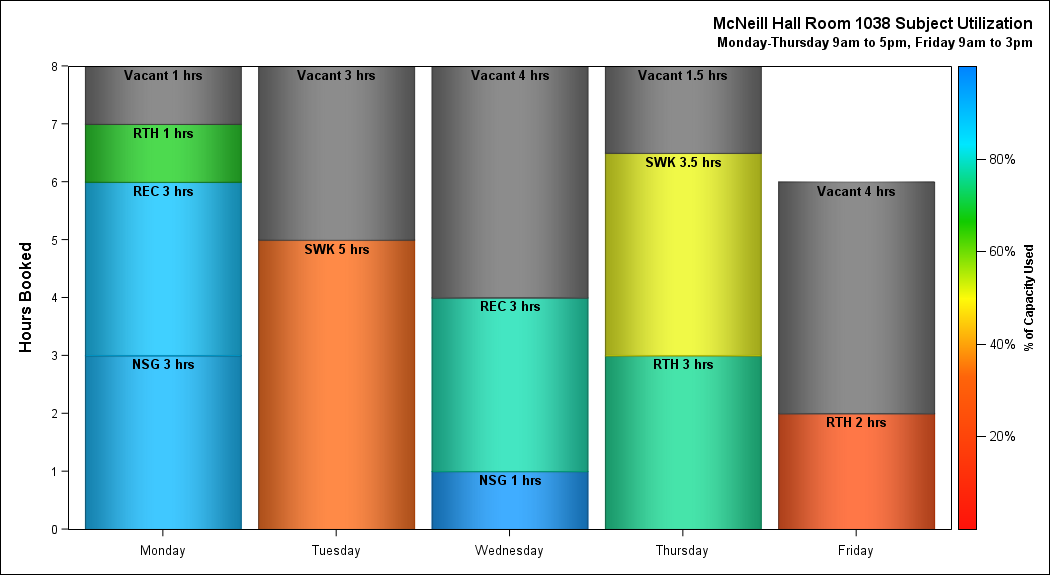 McNeill Hall Room 1038 Subject Utilization
Monday-Thursday 9am to 5pm, Friday 9am to 3pm
Hours Booked
8
7
6
5
4
3
2
1
0
Vacant 1 hrs
RTH 1 hrs
REC 3 hrs
NSG 3 hrs
Vacant 3 hrs
SWK 5 hrs
Vacant 4 hrs
REC 3 hrs
NSG 1 hrs
Vacant 1.5 hrs
SWK 3.5 hrs
RTH 3 hrs
Vacant 4 hrs
RTH 2 hrs
Monday
Tuesday
Wednesday
Thursday
Friday
80%
60%
40%
20%
% of Capacity Used